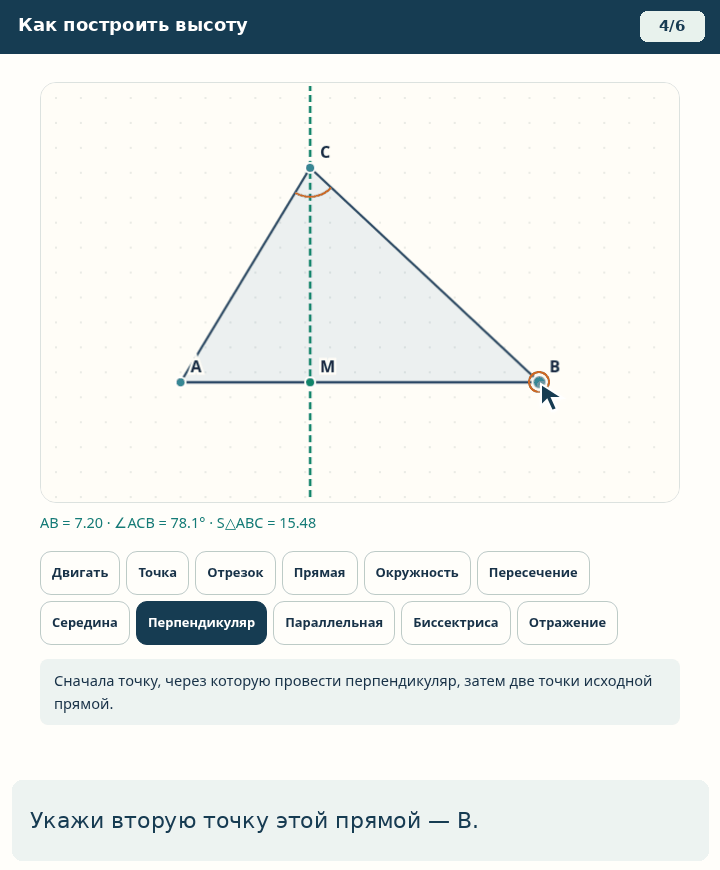 Как построить высоту
4/6
C
A
M
B
AB = 7.20 · ∠ACB = 78.1° · S△ABC = 15.48
Двигать
Точка
Отрезок
Прямая
Окружность
Пересечение
Середина
Перпендикуляр
Параллельная
Биссектриса
Отражение
Сначала точку, через которую провести перпендикуляр, затем две точки исходной
прямой.
Укажи вторую точку этой прямой — B.